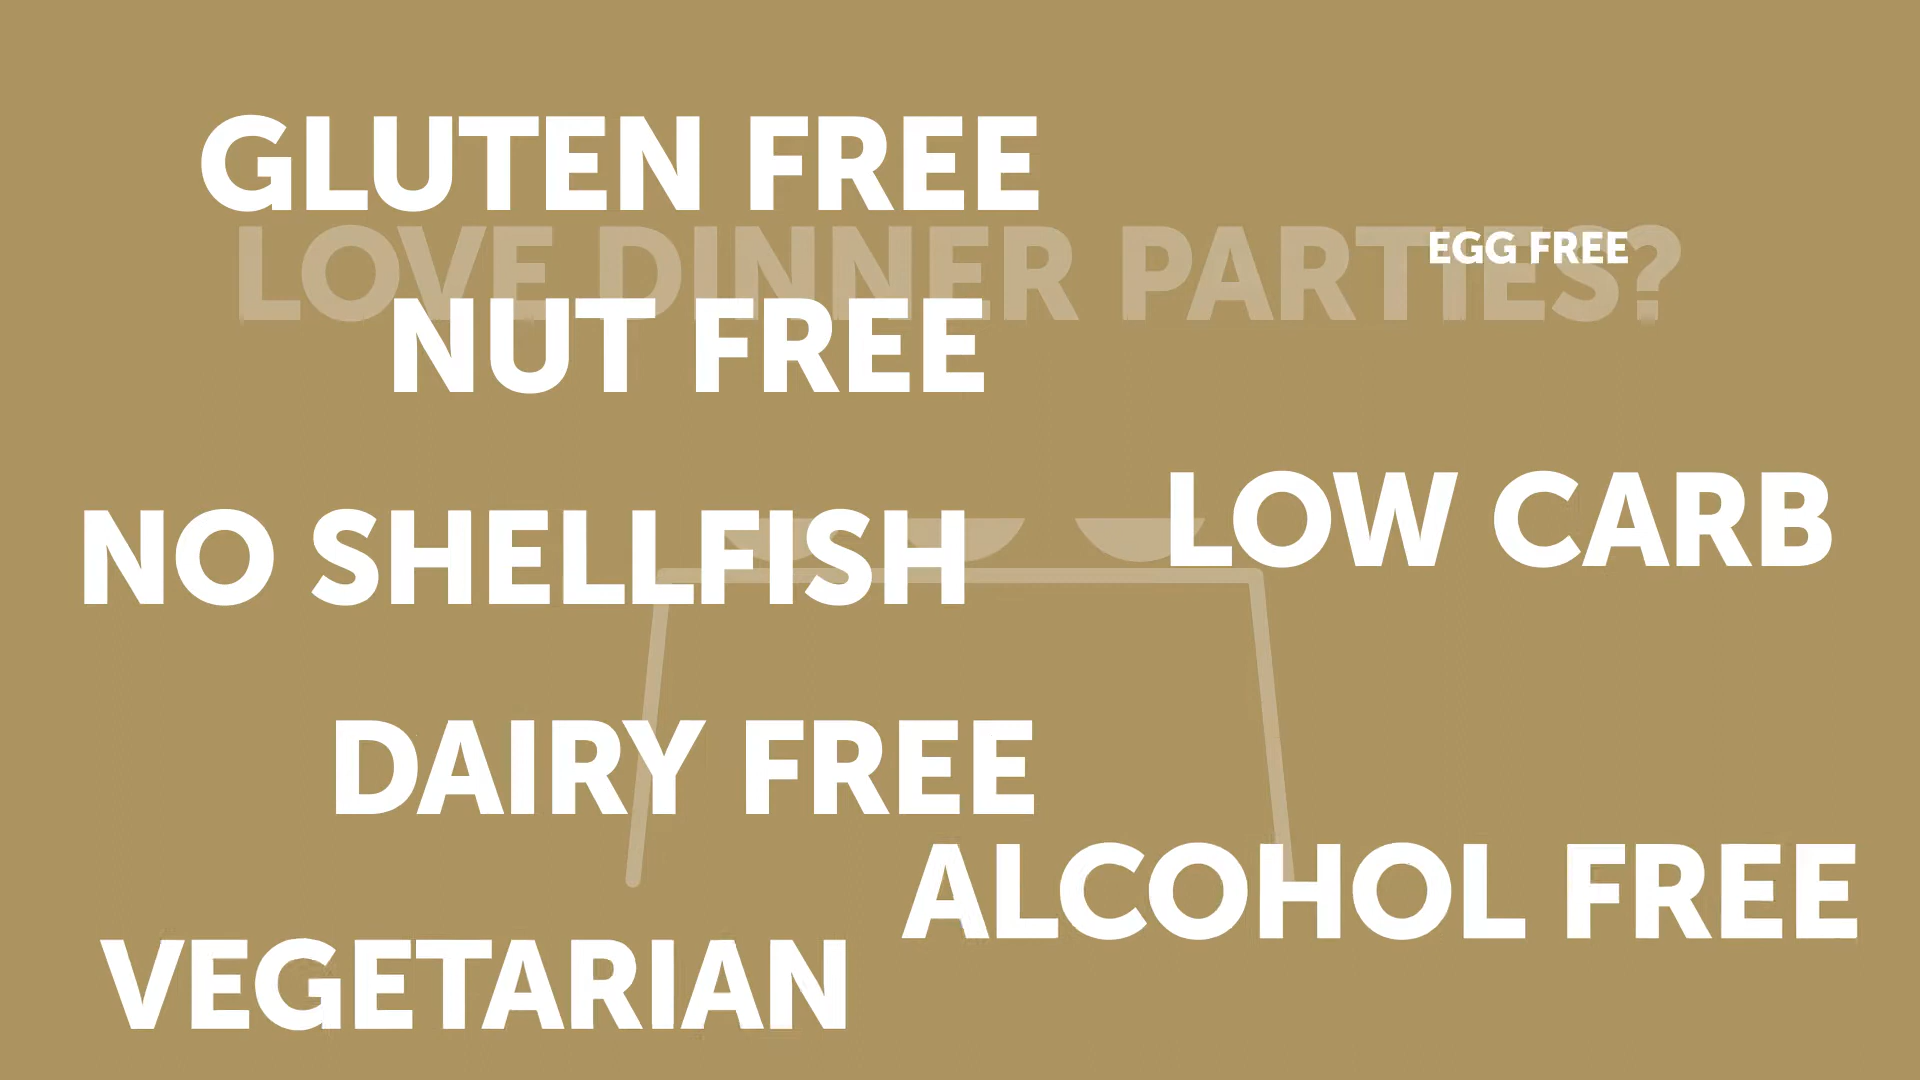 GLUTEN FREE
LOVE DINNER PARTIES?
EGG FREE
NUT FREE
LOW CARB
NO SHELLFISH
DAIRY FREE
ALCOHOL FREE
VEGETARIAN